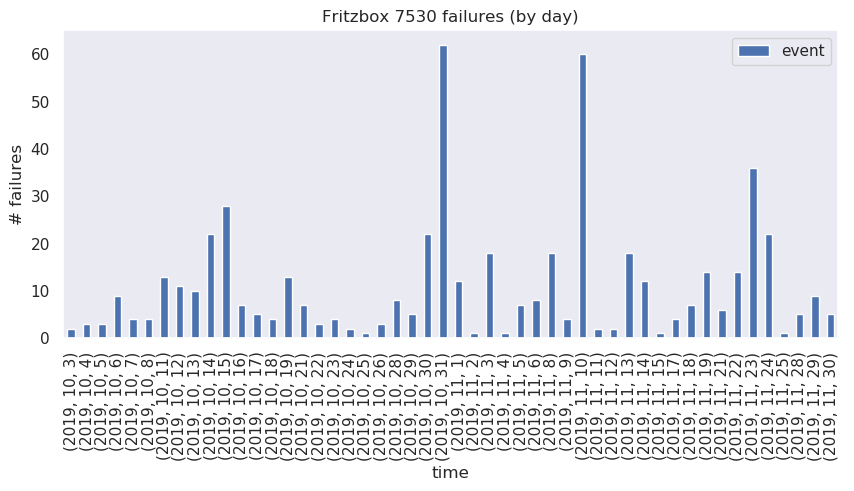 Fritzbox 7530 failures (by day)
event
# failures
60
50
40
30
20
10
0
(2019, 10, 3)
(2019, 10, 4)
(2019, 10, 5)
(2019, 10, 6)
(2019, 10, 7)
(2019, 10, 8)
(2019, 10, 11)
(2019, 10, 12)
(2019, 10, 13)
(2019, 10, 14)
(2019, 10, 15)
(2019, 10, 16)
(2019, 10, 17)
(2019, 10, 18)
(2019, 10, 19)
(2019, 10, 21)
(2019, 10, 22)
(2019, 10, 23)
(2019, 10, 24)
(2019, 10, 25)
(2019, 10, 26)
(2019, 10, 28)
(2019, 10, 29)
(2019, 10, 30)
(2019, 10, 31)
(2019, 11, 1)
(2019, 11, 2)
(2019, 11, 3)
(2019, 11, 4)
(2019, 11, 5)
(2019, 11, 6)
(2019, 11, 8)
(2019, 11, 9)
(2019, 11, 10)
(2019, 11, 11)
(2019, 11, 12)
(2019, 11, 13)
(2019, 11, 14)
(2019, 11, 15)
(2019, 11, 17)
(2019, 11, 18)
(2019, 11, 19)
(2019, 11, 21)
(2019, 11, 22)
(2019, 11, 23)
(2019, 11, 24)
(2019, 11, 25)
(2019, 11, 28)
(2019, 11, 29)
(2019, 11, 30)
time